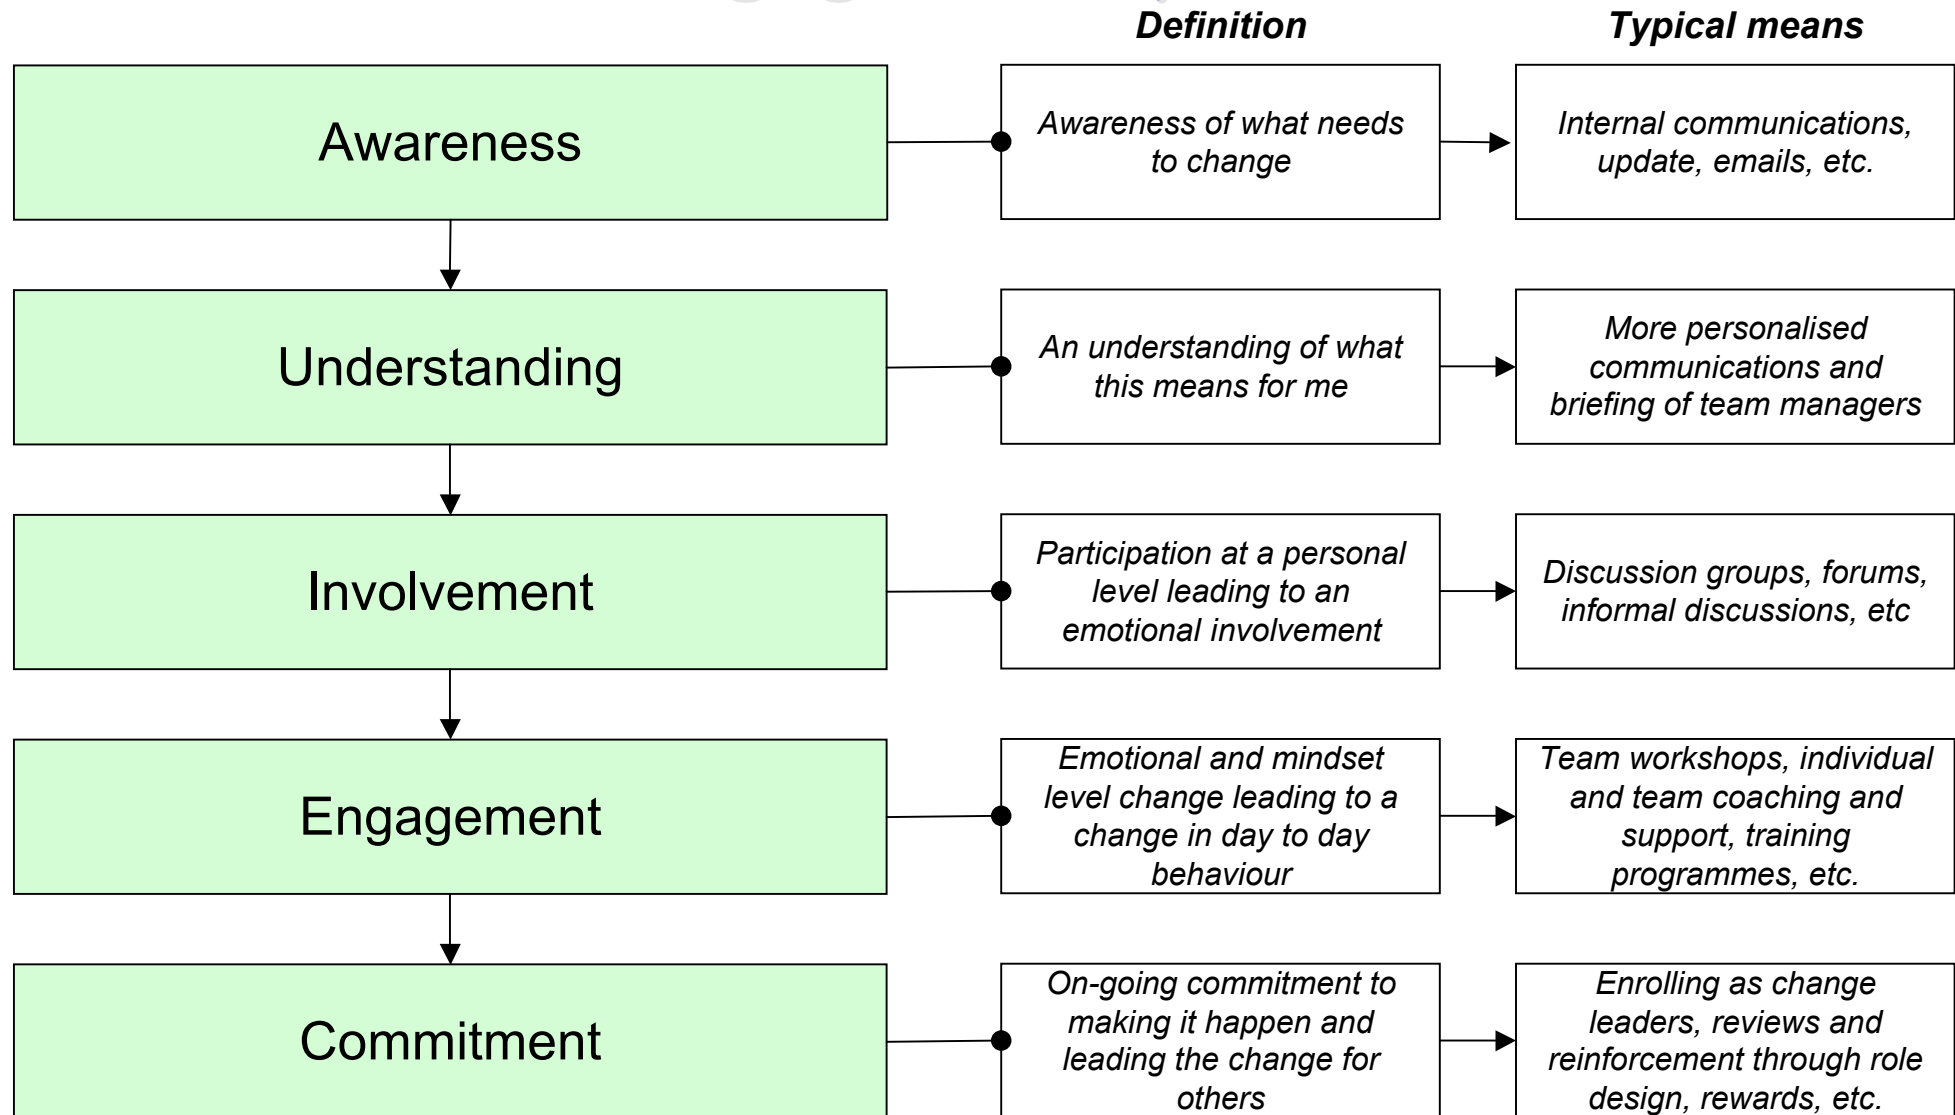 Definition
Typical means
Awareness
Awareness of what needs
to change
Internal communications,
update, emails, etc.
Understanding
An understanding of what
this means for me
More personalised
communications and
briefing of team managers
Involvement
Participation at a personal
level leading to an
emotional involvement
Discussion groups, forums,
informal discussions, etc
Engagement
Emotional and mindset
level change leading to a
change in day to day
behaviour
Team workshops, individual
and team coaching and
support, training
programmes, etc.
Commitment
On-going commitment to
making it happen and
leading the change for
others
Enrolling as change
leaders, reviews and
reinforcement through role
design, rewards, etc.